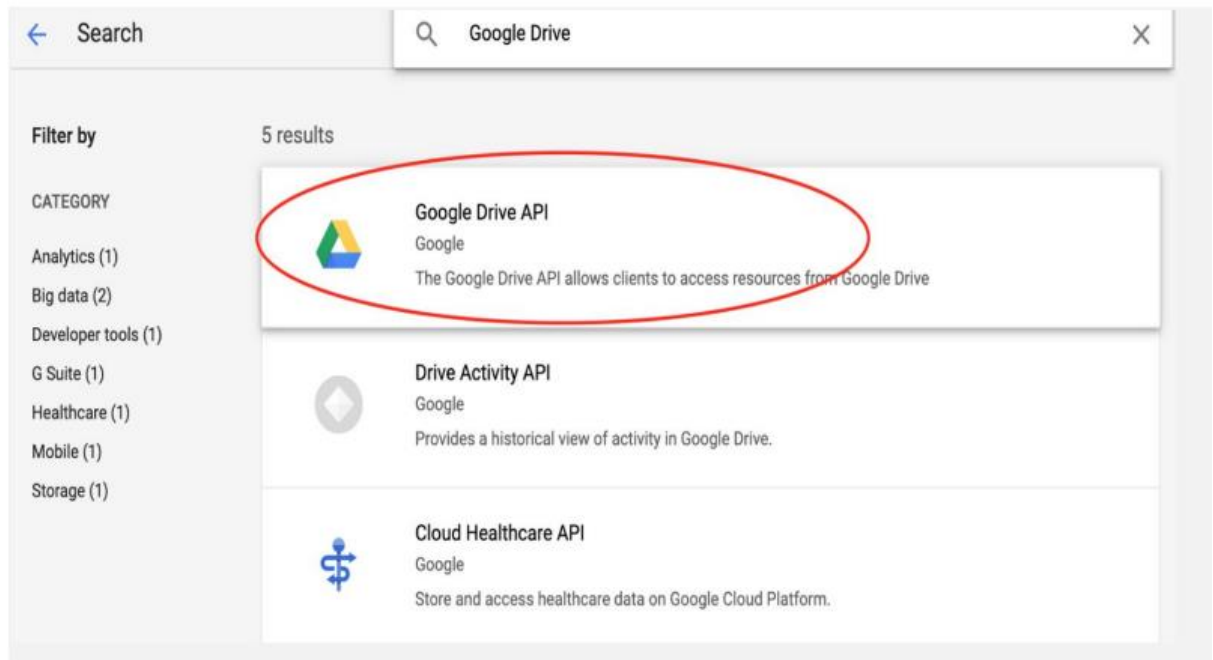 Search
Google Drive
Filter by
CATEGORY
Analytics (1)
Big data (2)
Developer tools (1)
G Suite (1)
Healthcare (1)
Mobile (1)
Storage (1)
5 results
Google Drive API
Google
The Google Drive API allows clients to access resources from Google Drive
Drive Activity API
Google
Provides a historical view of activity in Google Drive.
Cloud Healthcare API
Google
Store and access healthcare data on Google Cloud Platform.